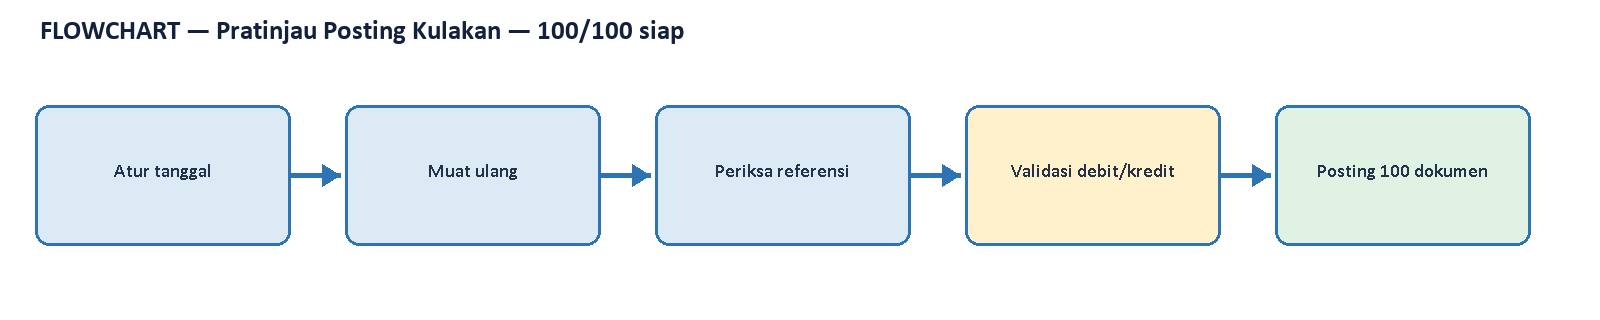 FLOWCHART — Pratinjau Posting Kulakan — 100/100 siap
Atur tanggal
Muat ulang
Periksa referensi
Validasi debit/kredit
Posting 100 dokumen